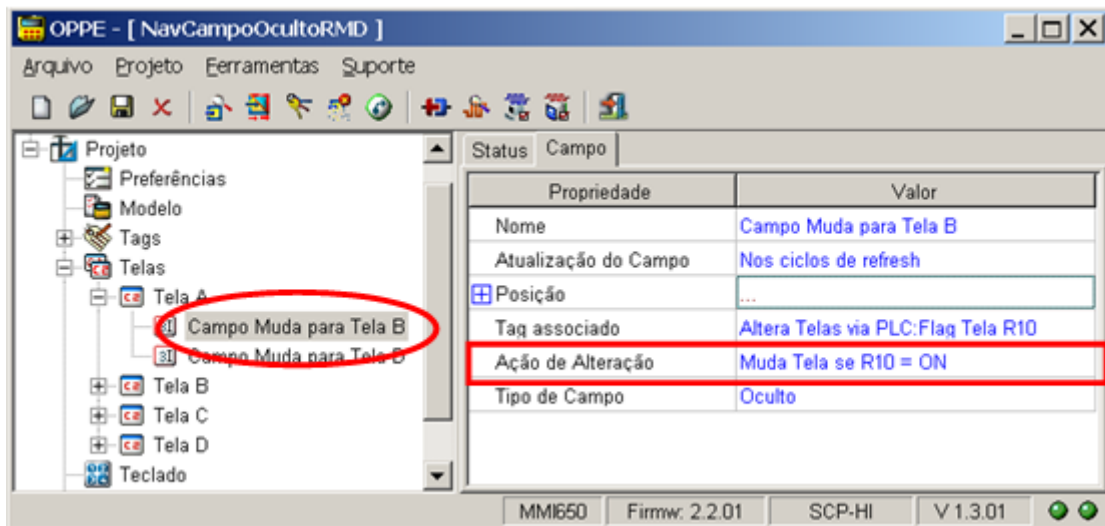 OPPE - [ NavCampoOcultoRMD ]
Arquivo Projeto Ferramentas Suporte
Projeto
Preferências
Modelo
Tags
Telas
Tela A
Campo Muda para Tela B
Campo Muda para Tela D
Tela B
Tela C
Tela D
Teclado
Status Campo
Propriedade Valor
Nome Campo Muda para Tela B
Atualização do Campo Nos ciclos de refresh
Posição ...
Tag associado Altera Telas via PLC:Flag Tela R10
Ação de Alteração Muda Tela se R10 = ON
Tipo de Campo Oculto
MMI650 Firmw: 2.2.01 SCP-HI V 1.3.01